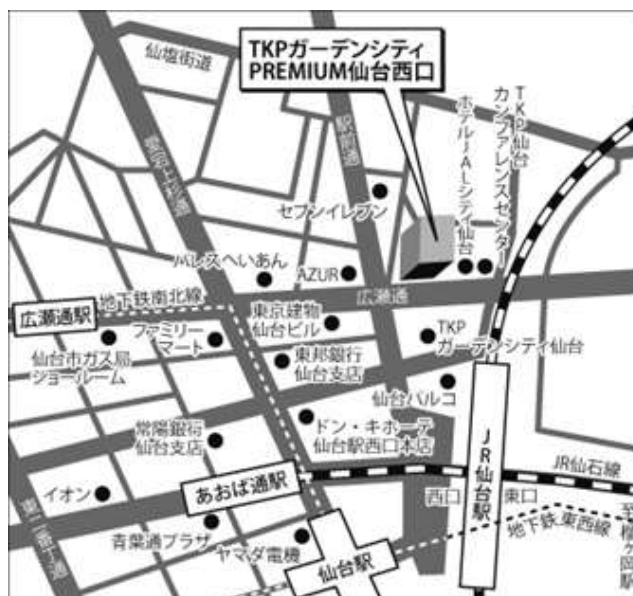 仙塩街道
TKPガーデンシティ
PREMIUM仙台西口
駅前通
ホテルJALシティ仙台
TKP仙台
カンファレンスセンター
セブンイレブン
パレスへいあん
AZUR
広瀬通
地下鉄南北線
広瀬通駅
ファミリー
マート
東京建物
仙台ビル
TKP
ガーデンシティ仙台
仙台市ガス局
ショールーム
東邦銀行
仙台支店
仙台パルコ
常陽銀行
仙台支店
ドン・キホーテ
仙台駅西口本店
JR仙台駅
JR仙石線
イオン
あおば通駅
西口
東口
地下鉄東西線
東二番丁通
青葉通プラザ
ヤマダ電機
仙台駅